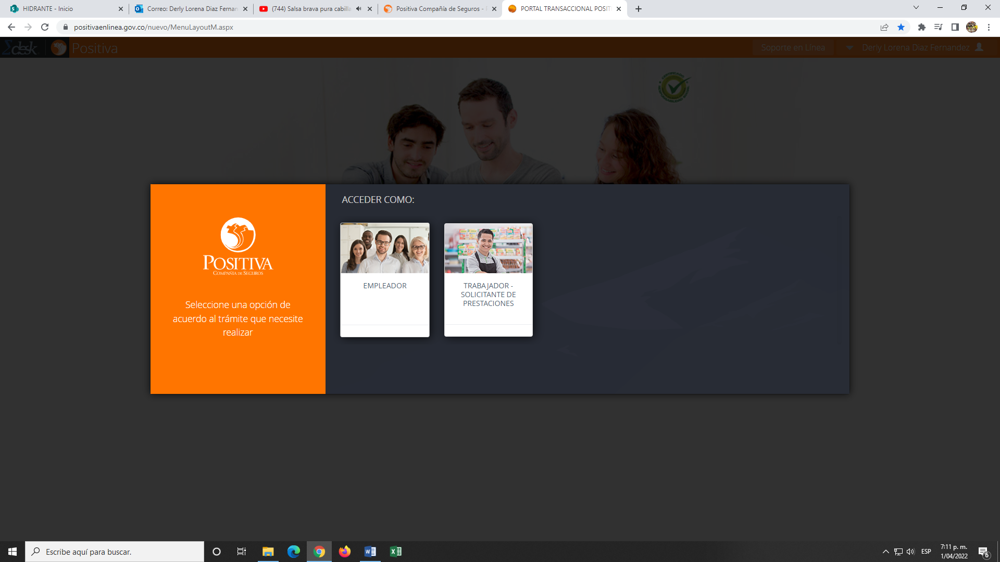 HIDRANTE - Inicio
Correo: Derly Lorena Diaz Fernan
(744) Salsa brava pura cabilla
Positiva Compañía de Seguros -
PORTAL TRANSACCIONAL POSIT
positivaenlinea.gov.co/nuevo/MenuLayoutM.aspx
Σdesk
Positiva
Soporte en Línea
Derly Lorena Diaz Fernandez
CERTIFICADO
ACCEDER COMO:
POSITIVA
COMPAÑÍA DE SEGUROS
Seleccione una opción de
acuerdo al trámite que necesite
realizar
EMPLEADOR
TRABAJADOR -
SOLICITANTE DE
PRESTACIONES
Escribe aquí para buscar.
ESP
7:11 p. m.
1/04/2022
6